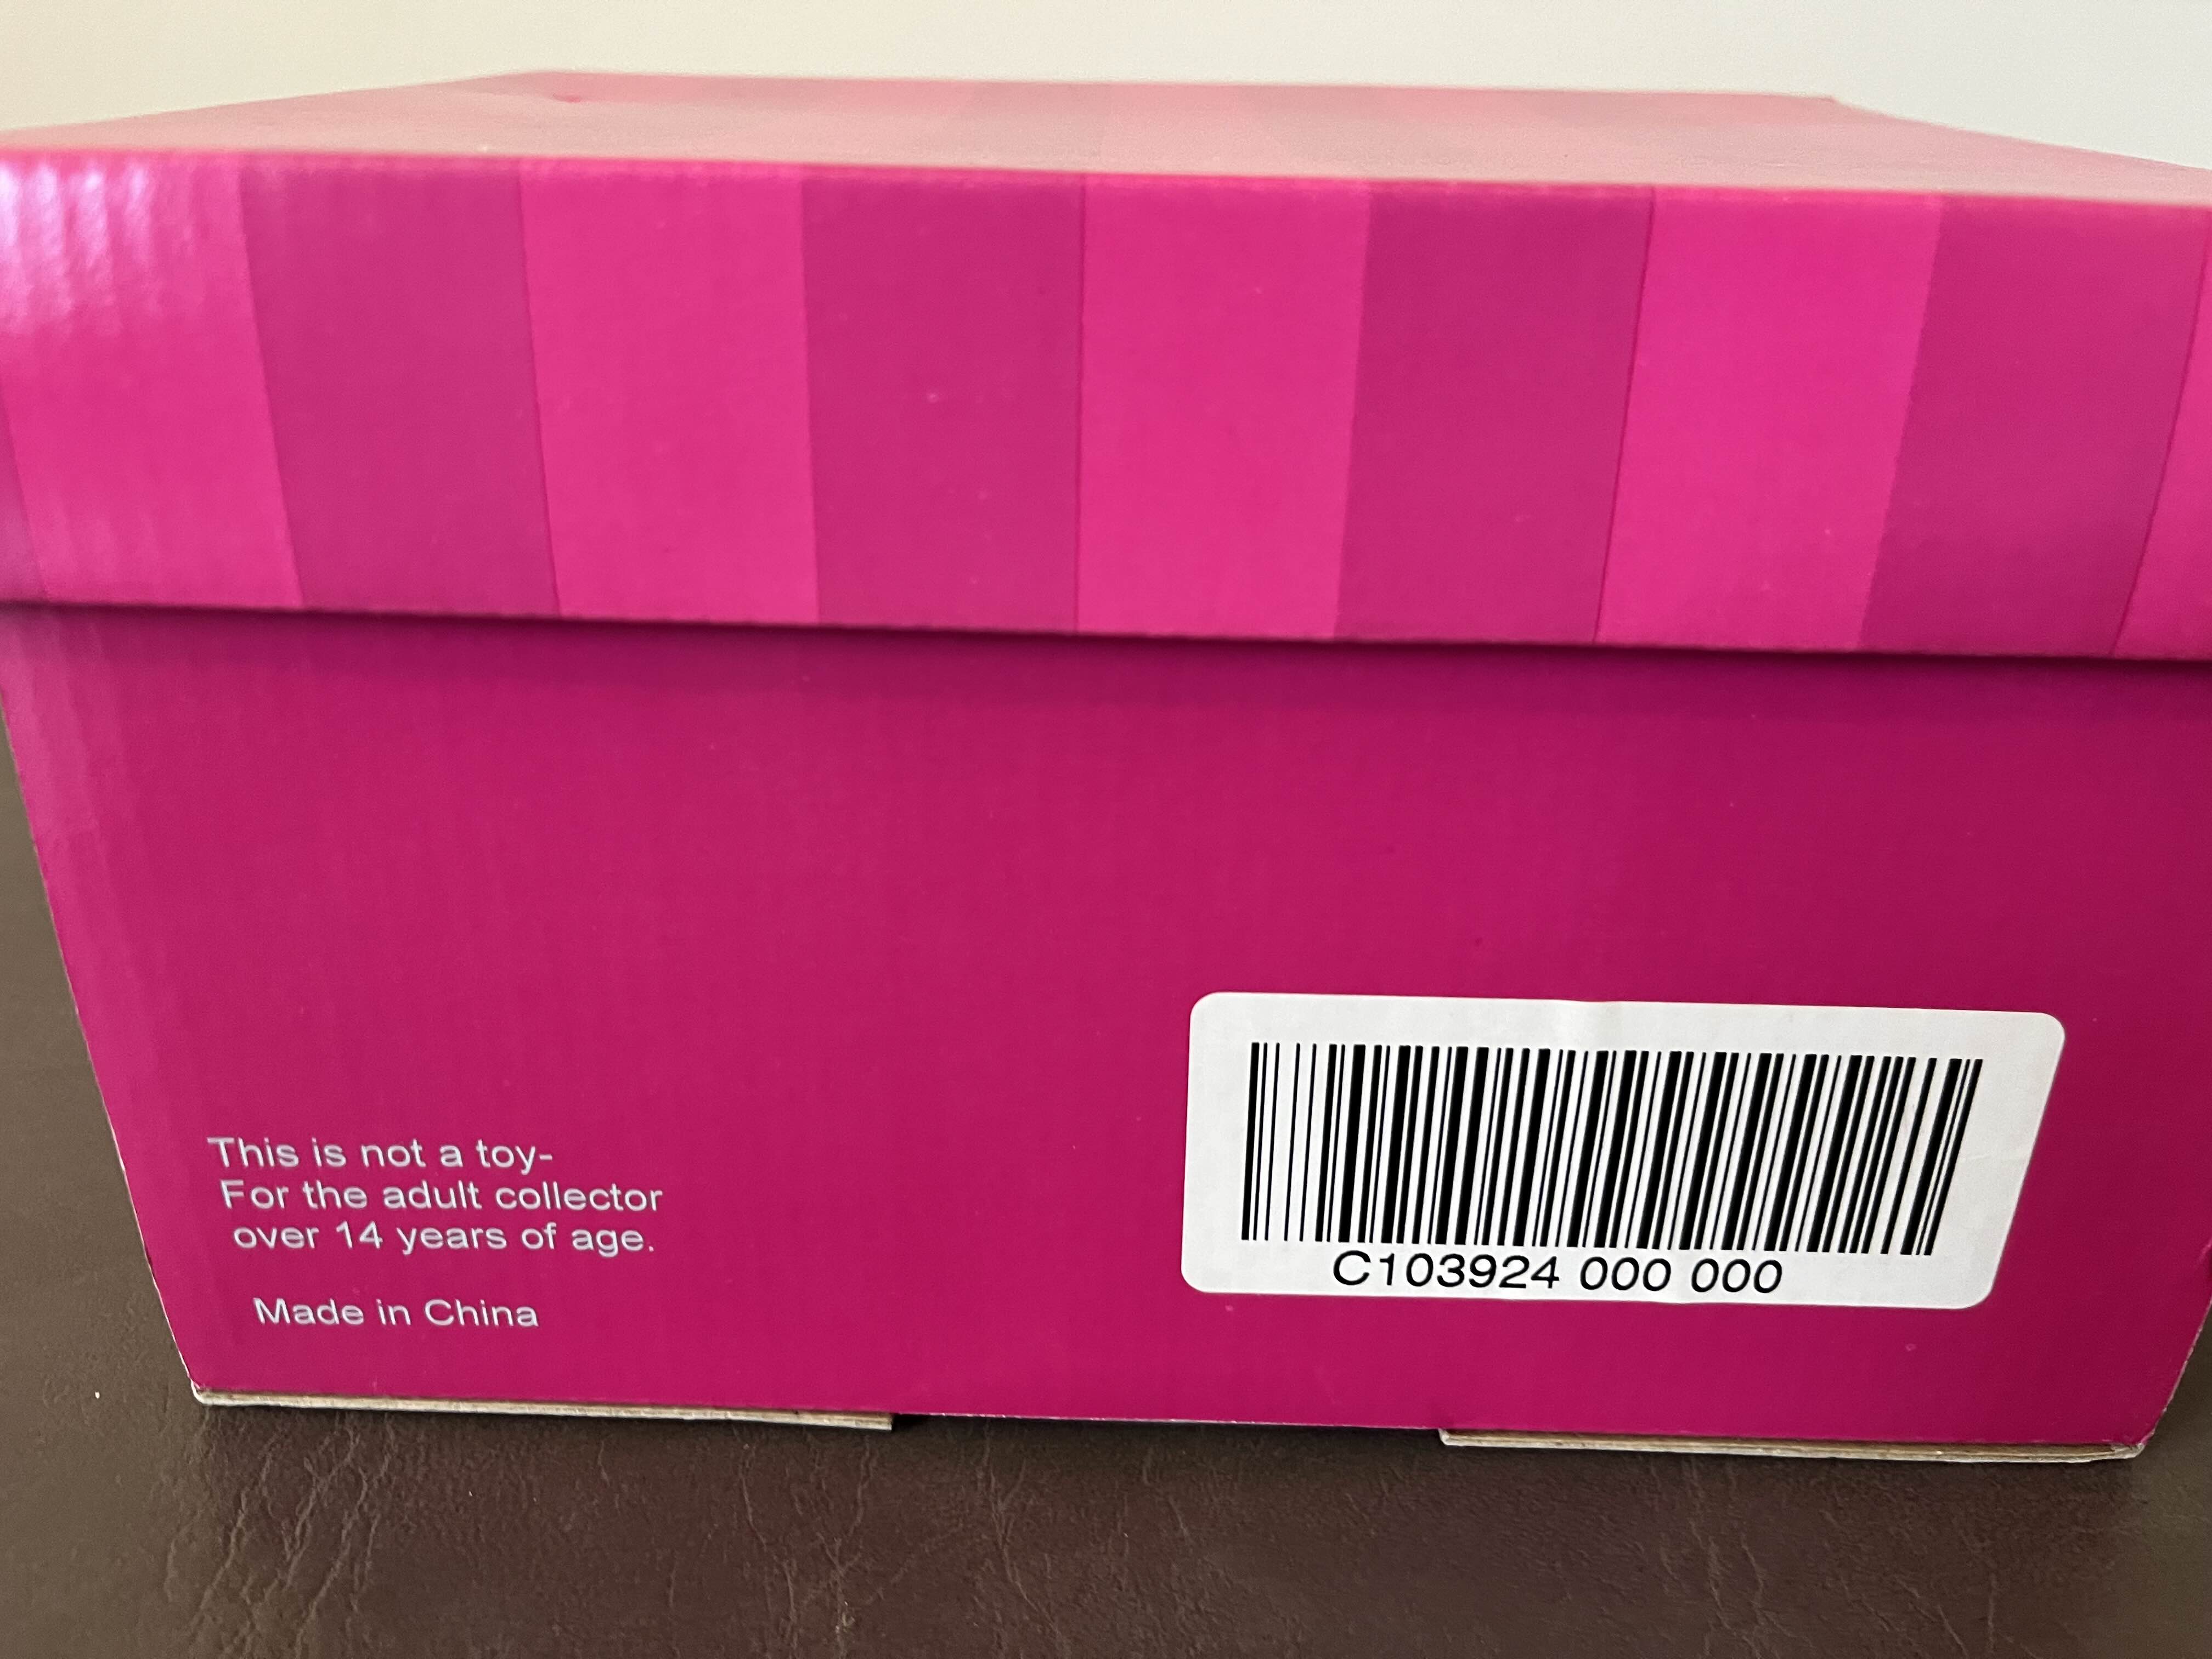 This is not a toy-
For the adult collector
over 14 years of age.
Made in China
C103924 000 000